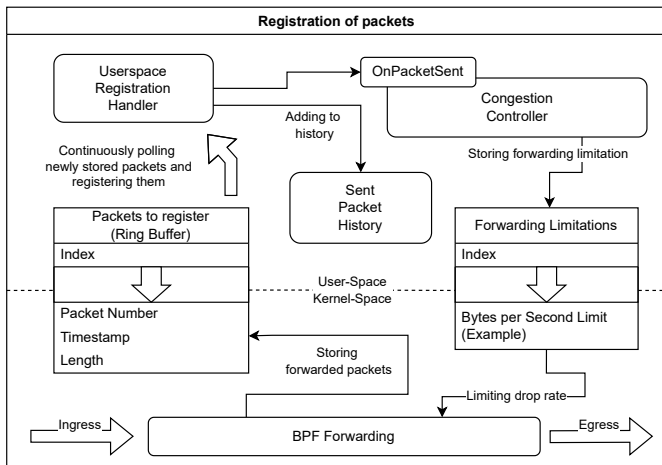 Registration of packets
Userspace
Registration
Handler
OnPacketSent
Congestion
Controller
Adding to
history
Storing forwarding limitation
Continuously polling
newly stored packets and
registering them
Sent
Packet
History
Packets to register
(Ring Buffer)
Index
Forwarding Limitations
Index
User-Space
Kernel-Space
Packet Number
Timestamp
Length
Bytes per Second Limit
(Example)
Storing
forwarded packets
Limiting drop rate
Ingress
BPF Forwarding
Egress